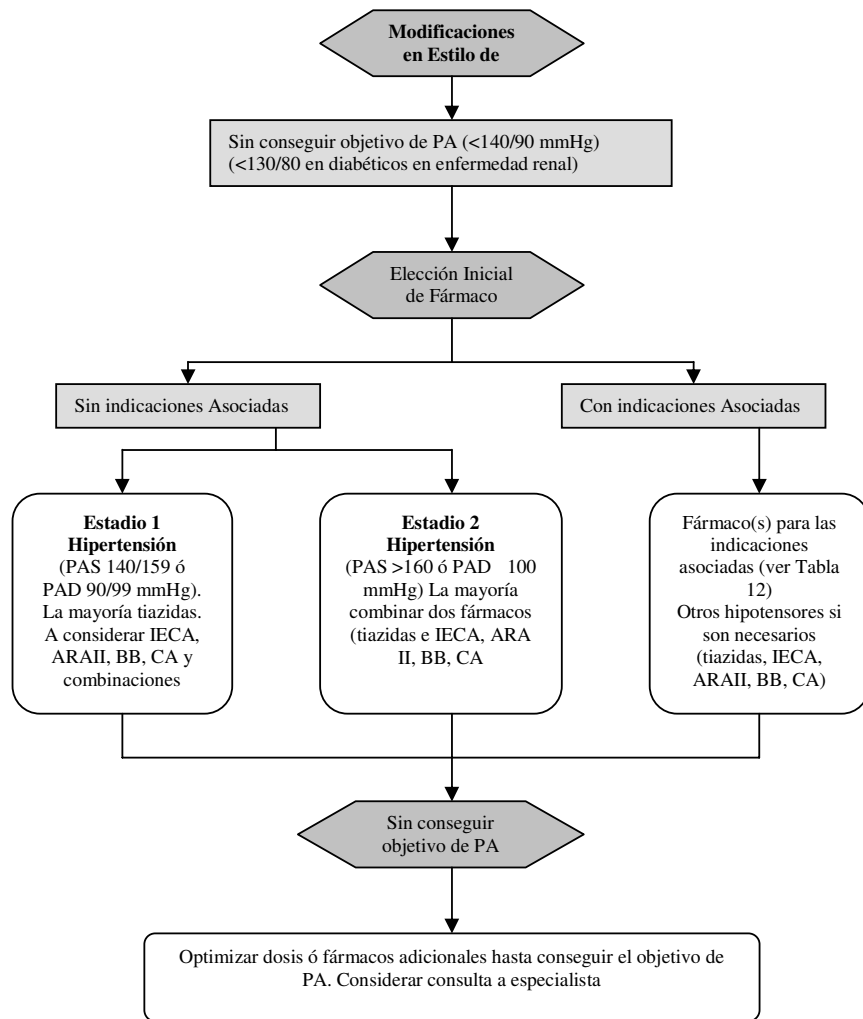 Modificaciones
en Estilo de
Sin conseguir objetivo de PA (<140/90 mmHg)
(<130/80 en diabéticos en enfermedad renal)
Elección Inicial
de Fármaco
Sin indicaciones Asociadas
Con indicaciones Asociadas
Estadio 1
Hipertensión
(PAS 140/159 ó
PAD 90/99 mmHg).
La mayoría tiazidas.
A considerar IECA,
ARAII, BB, CA y
combinaciones
Estadio 2
Hipertensión
(PAS >160 ó PAD 100
mmHg) La mayoría
combinar dos fármacos
(tiazidas e IECA, ARA
II, BB, CA
Fármaco(s) para las
indicaciones
asociadas (ver Tabla
12)
Otros hipotensores si
son necesarios
(tiazidas, IECA,
ARAII, BB, CA)
Sin conseguir
objetivo de PA
Optimizar dosis ó fármacos adicionales hasta conseguir el objetivo de
PA. Considerar consulta a especialista